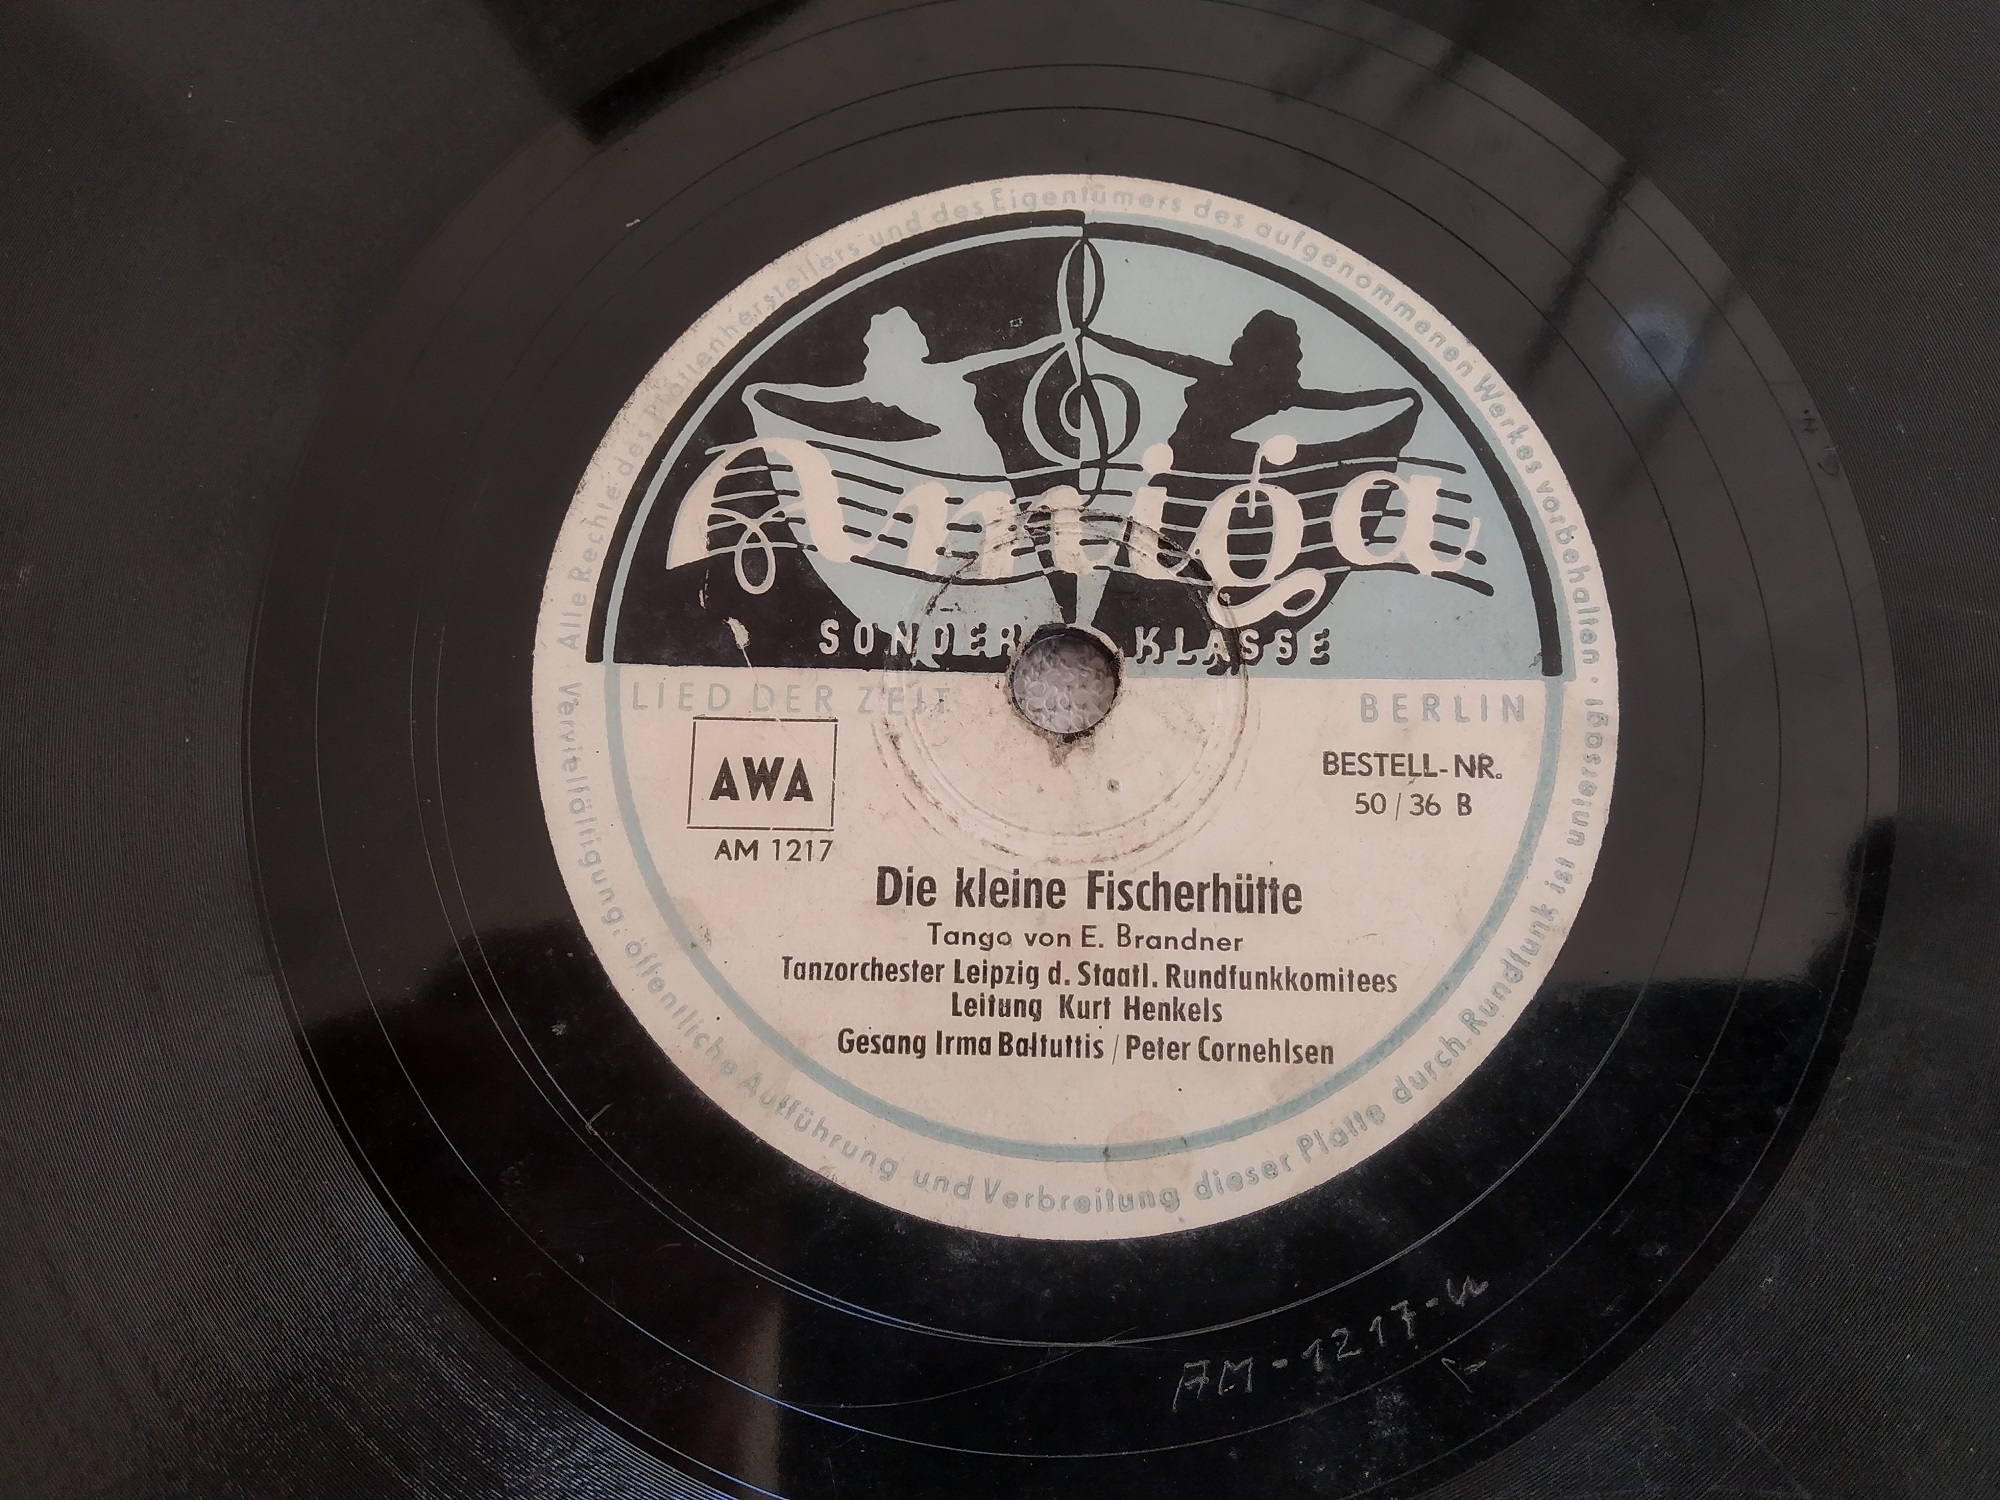 Alle Rechte des Plattenherstellers und des Eigentümers des aufgenommenen Werkes vorbehalten · Vervielfältigung, öffentliche Aufführung und Verbreitung dieser Platte durch Rundfunk ist untersagt ·
Amiga
SONDER KLASSE
LIED DER ZEIT
BERLIN
AWA
BESTELL-NR.
50/36 B
AM 1217
Die kleine Fischerhütte
Tango von E. Brandner
Tanzorchester Leipzig d. Staatl. Rundfunkkomitees
Leitung Kurt Henkels
Gesang Irma Baltuttis / Peter Cornehlsen
AM-1217-